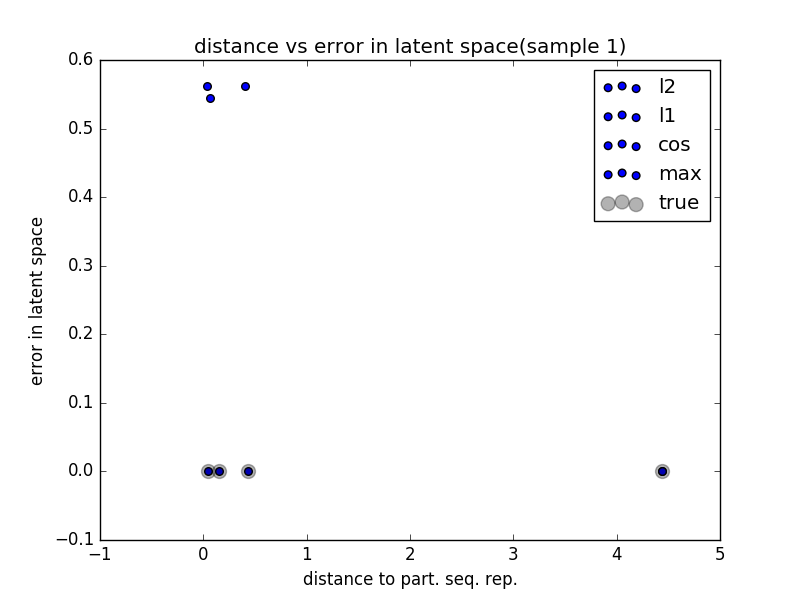 distance vs error in latent space(sample 1)
0.6
0.5
0.4
0.3
0.2
0.1
0.0
−0.1
error in latent space
l2
l1
cos
max
true
−1 0 1 2 3 4 5
distance to part. seq. rep.